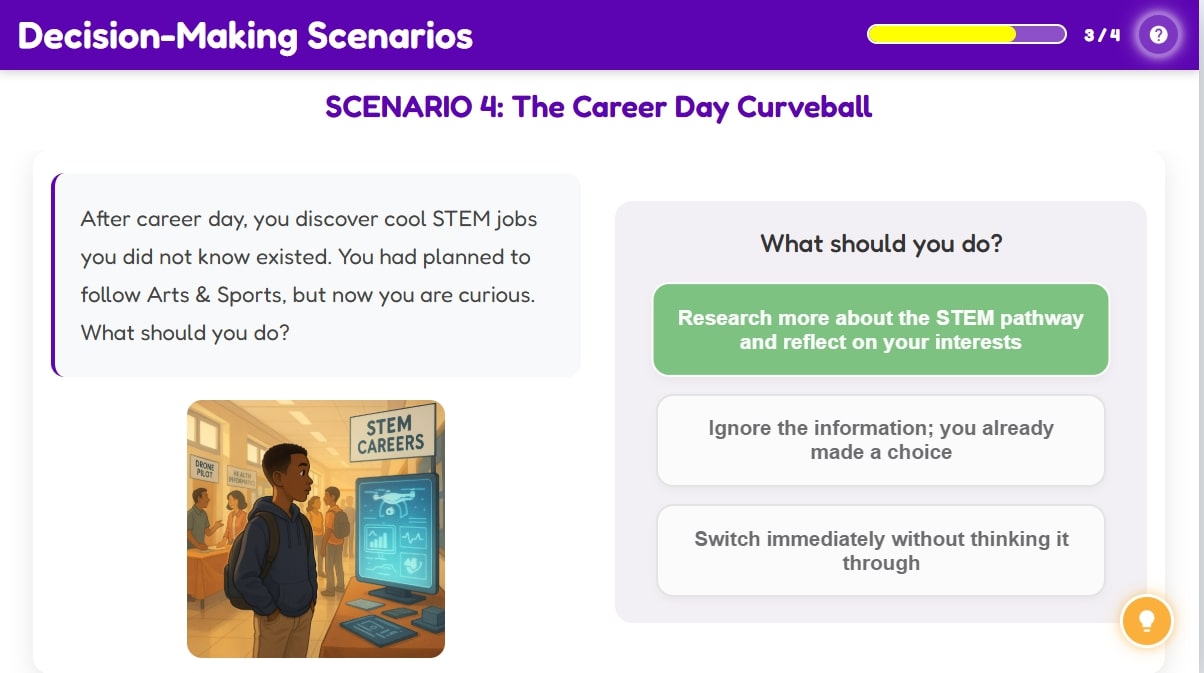 Decision-Making Scenarios
3 / 4
?
SCENARIO 4: The Career Day Curveball
After career day, you discover cool STEM jobs
you did not know existed. You had planned to
follow Arts & Sports, but now you are curious.
What should you do?
STEM
CAREERS
DRONE
PILOT
HEALTH
INFORMATICS
What should you do?
Research more about the STEM pathway
and reflect on your interests
Ignore the information; you already
made a choice
Switch immediately without thinking it
through